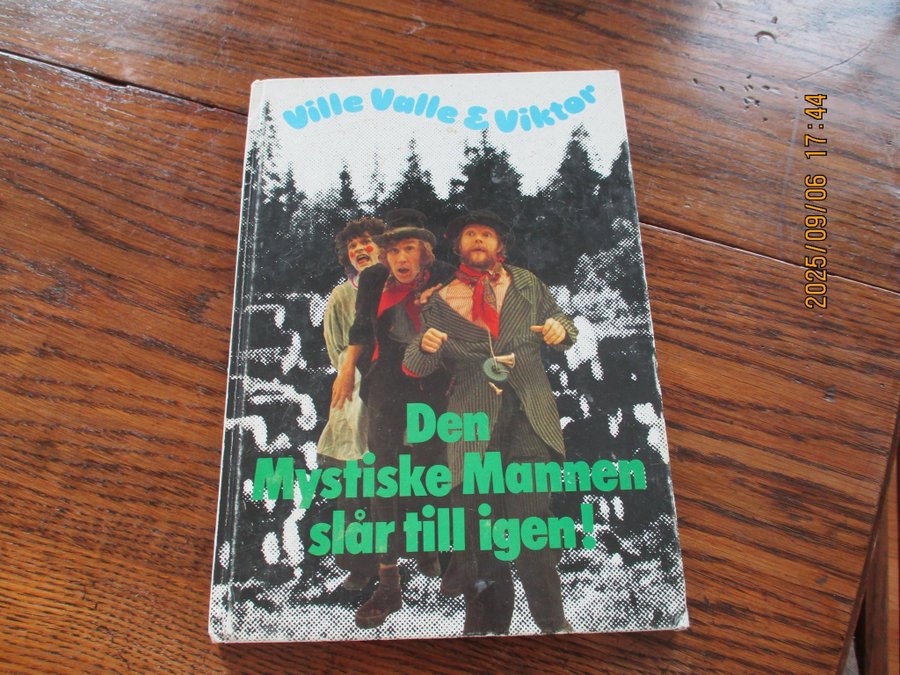 Ville Valle & Viktor
Den
Mystiske Mannen
slår till igen!
2025/09/06 17:44